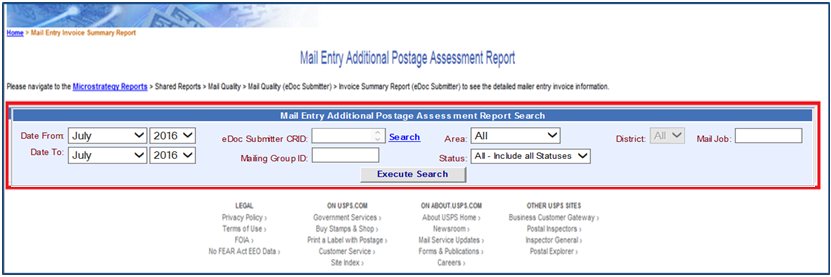 Home > Mail Entry Invoice Summary Report
Mail Entry Additional Postage Assessment Report
Please navigate to the Microstrategy Reports > Shared Reports > Mail Quality > Mail Quality (eDoc Submitter) > Invoice Summary Report (eDoc Submitter) to see the detailed mailer entry invoice information.
Mail Entry Additional Postage Assessment Report Search
Date From: July 2016 eDoc Submitter CRID: Search Area: All District: All Mail Job:
Date To: July 2016 Mailing Group ID: Status: All - Include all Statuses
Execute Search
LEGAL ON USPS.COM ON ABOUT.USPS.COM OTHER USPS SITES
Privacy Policy › Government Services › About USPS Home › Business Customer Gateway ›
Terms of Use › Buy Stamps & Shop › Newsroom › Postal Inspectors ›
FOIA › Print a Label with Postage › Mail Service Updates › Inspector General ›
No FEAR Act EEO Data › Customer Service › Forms & Publications › Postal Explorer ›
Site Index › Careers ›